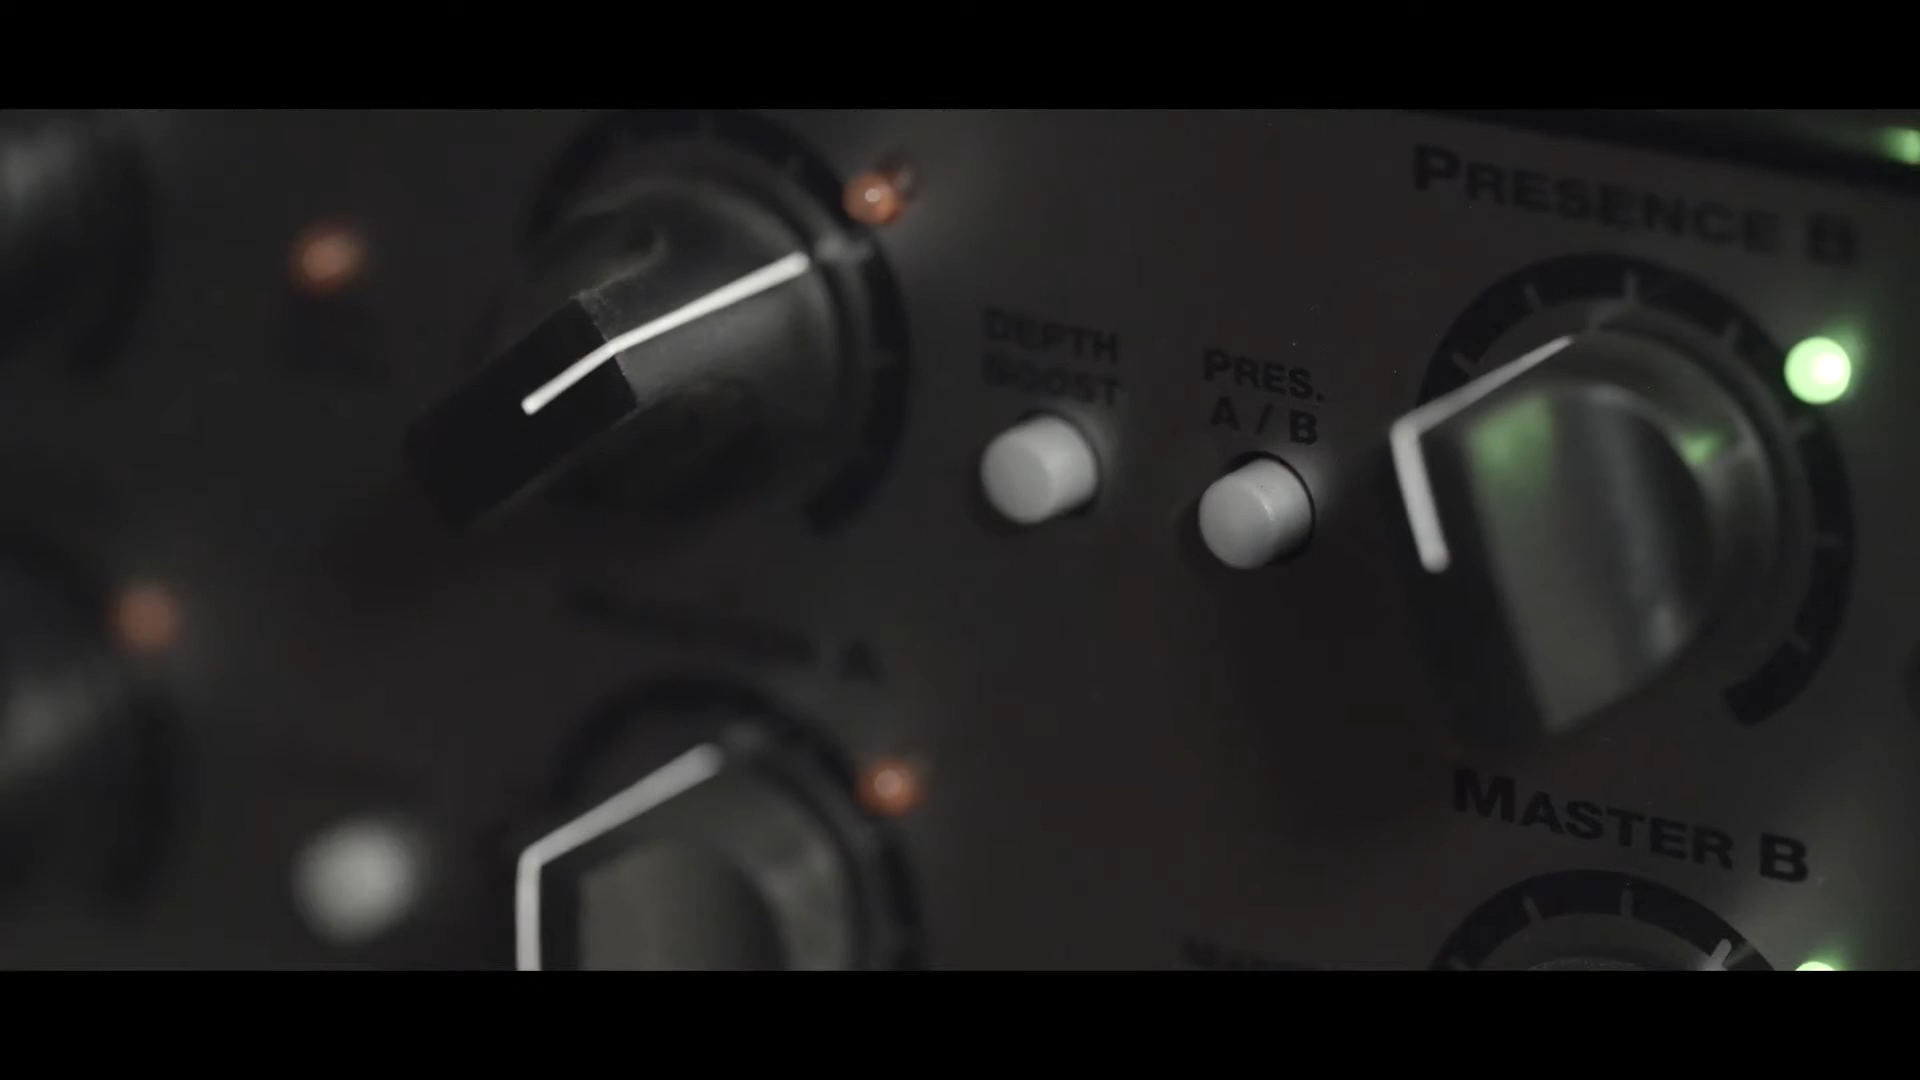 PRESENCE B
DEPTH
BOOST
PRES.
A / B
A
MASTER B